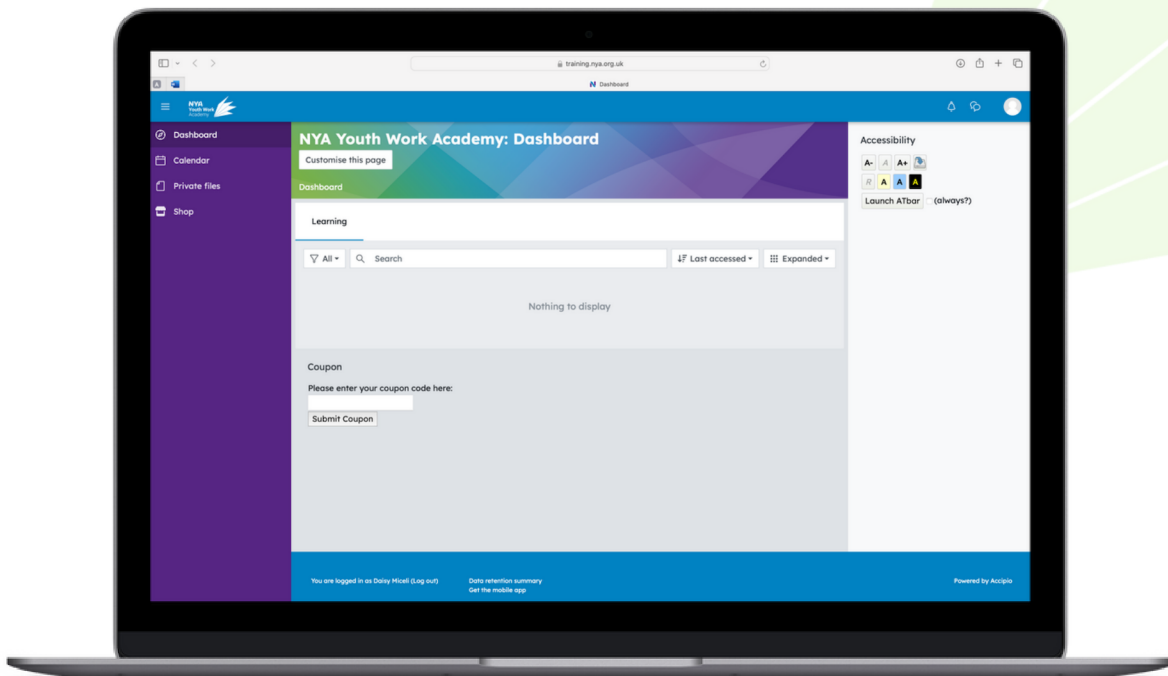 training.nya.org.uk
Dashboard
NYA
Youth Work
Academy
Dashboard
Calendar
Private files
Shop
NYA Youth Work Academy: Dashboard
Customise this page
Dashboard
Learning
All
Search
Last accessed
Expanded
Nothing to display
Coupon
Please enter your coupon code here:
Submit Coupon
Accessibility
A- A A+
R A A A
Launch ATbar (always?)
You are logged in as Daisy Miceli (Log out)
Data retention summary
Get the mobile app
Powered by Accipio